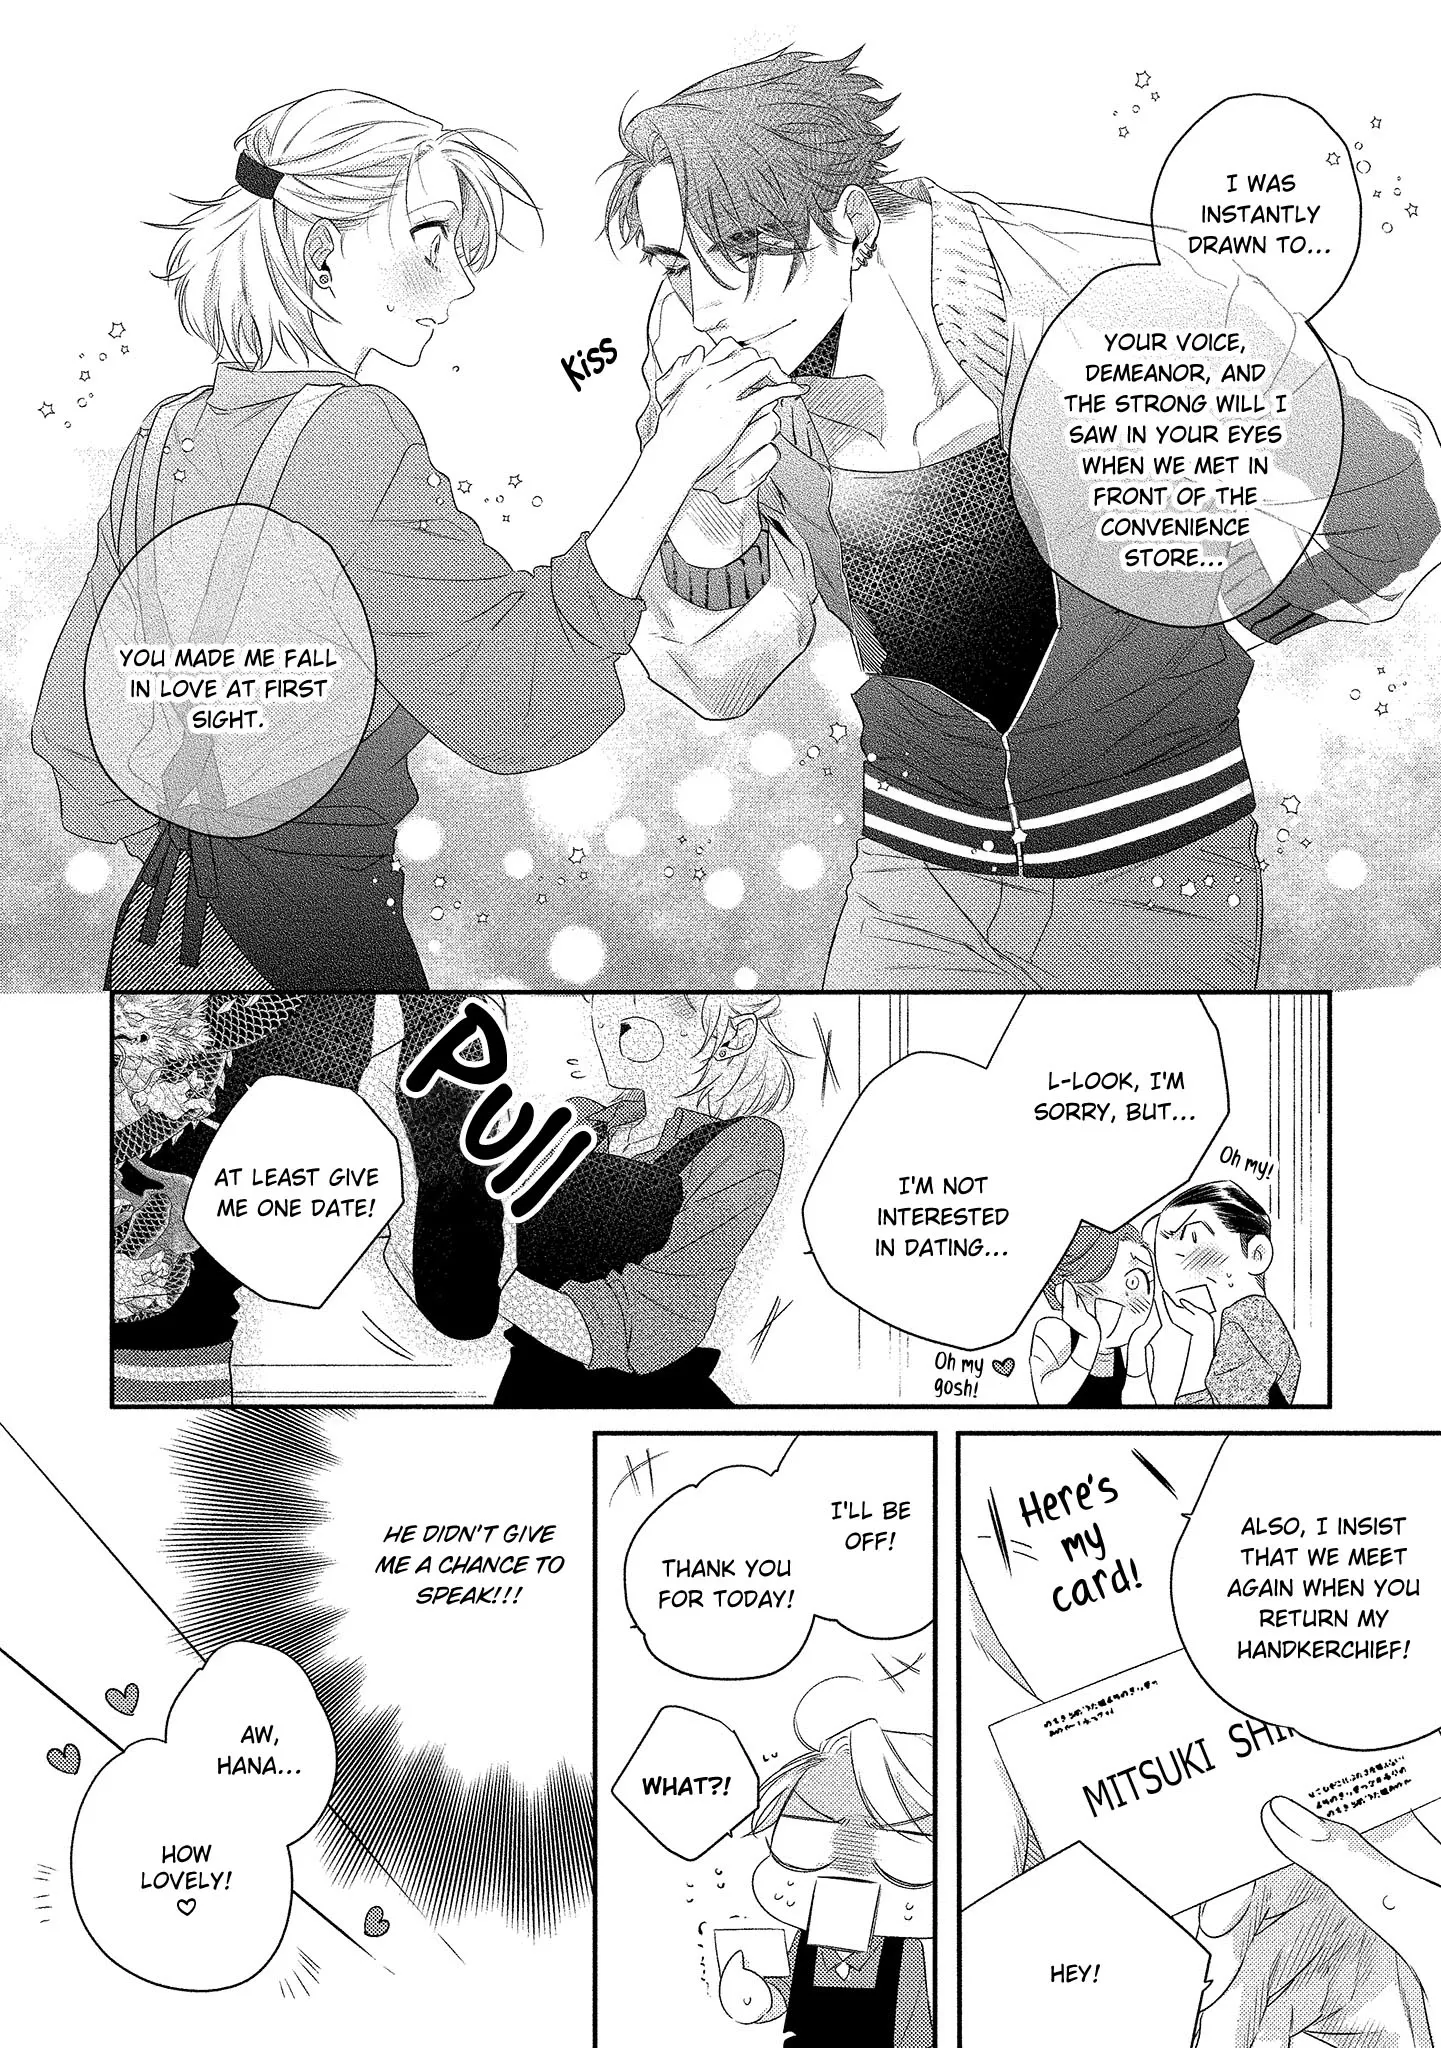 I WAS
INSTANTLY
DRAWN TO...
YOUR VOICE,
DEMEANOR, AND
THE STRONG WILL I
SAW IN YOUR EYES
WHEN WE MET IN
FRONT OF THE
CONVENIENCE
STORE...
KISS
YOU MADE ME FALL
IN LOVE AT FIRST
SIGHT.
L-LOOK, I'M
SORRY, BUT...
I'M NOT
INTERESTED
IN DATING...
Oh my!
Oh my
gosh!
PULL
AT LEAST GIVE
ME ONE DATE!
ALSO, I INSIST
THAT WE MEET
AGAIN WHEN YOU
RETURN MY
HANDKERCHIEF!
Here's
my
card!
MITSUKI SHI
HEY!
I'LL BE
OFF!
THANK YOU
FOR TODAY!
WHAT?!
HE DIDN'T GIVE
ME A CHANCE TO
SPEAK!!!
AW,
HANA...
HOW
LOVELY!
♡